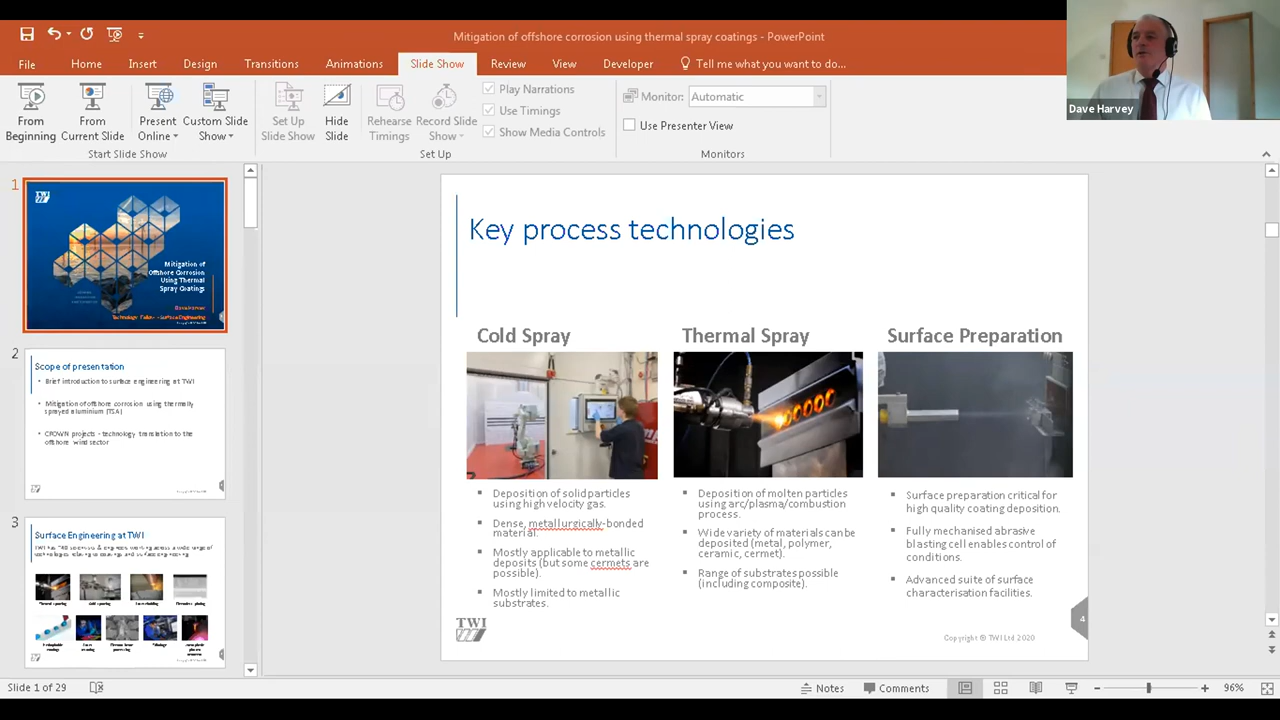 Mitigation of offshore corrosion using thermal spray coatings - PowerPoint
File Home Insert Design Transitions Animations Slide Show Review View Developer Tell me what you want to do...
From Beginning
From Current Slide
Present Online
Custom Slide Show
Start Slide Show
Set Up Slide Show
Hide Slide
Rehearse Timings
Record Slide Show
Play Narrations
Use Timings
Show Media Controls
Set Up
Monitor: Automatic
Use Presenter View
Monitors
Dave Harvey
1
TWI
Mitigation of
Offshore Corrosion
Using Thermal
Spray Coatings
2
Scope of presentation
Brief introduction to surface engineering at TWI
Mitigation of offshore corrosion using thermally
sprayed aluminium (TSA)
CROWN projects - technology translation to the
offshore wind sector
3
Surface Engineering at TWI
Key process technologies
Cold Spray
▪ Deposition of solid particles
using high velocity gas.
▪ Dense, metallurgically-bonded
material.
▪ Mostly applicable to metallic
deposits (but some cermets are
possible).
▪ Mostly limited to metallic
substrates.
Thermal Spray
▪ Deposition of molten particles
using arc/plasma/combustion
process.
▪ Wide variety of materials can be
deposited (metal, polymer,
ceramic, cermet).
▪ Range of substrates possible
(including composite).
Surface Preparation
▪ Surface preparation critical for
high quality coating deposition.
▪ Fully mechanised abrasive
blasting cell enables control of
conditions.
▪ Advanced suite of surface
characterisation facilities.
TWI
Copyright © TWI Ltd 2020
4
Slide 1 of 29
Notes Comments 96%